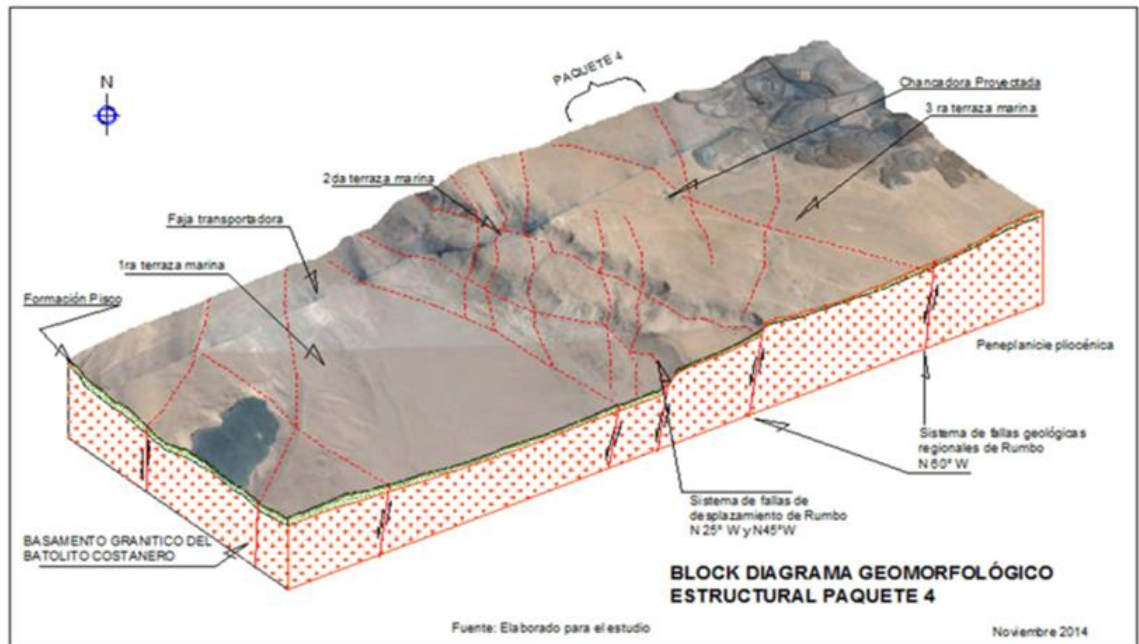 N
PAQUETE 4
Chancadora Proyectada
3 ra terraza marina
2da terraza marina
Faja transportadora
1ra terraza marina
Formación Pisco
Peneplanicie pliocénica
Sistema de fallas geológicas
regionales de Rumbo
N 60° W
Sistema de fallas de
desplazamiento de Rumbo
N 25° W y N45°W
BASAMENTO GRANITICO DEL
BATOLITO COSTANERO
BLOCK DIAGRAMA GEOMORFOLÓGICO
ESTRUCTURAL PAQUETE 4
Fuente: Elaborado para el estudio
Noviembre 2014